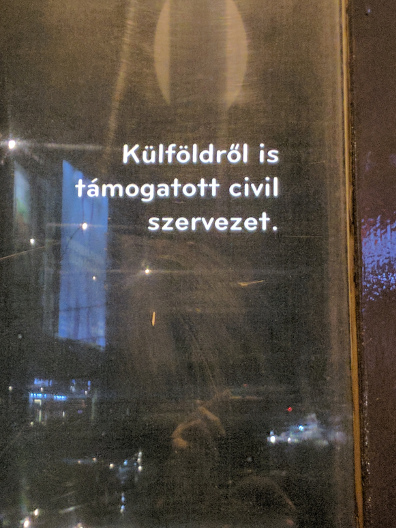 Külföldről is
támogatott civil
szervezet.